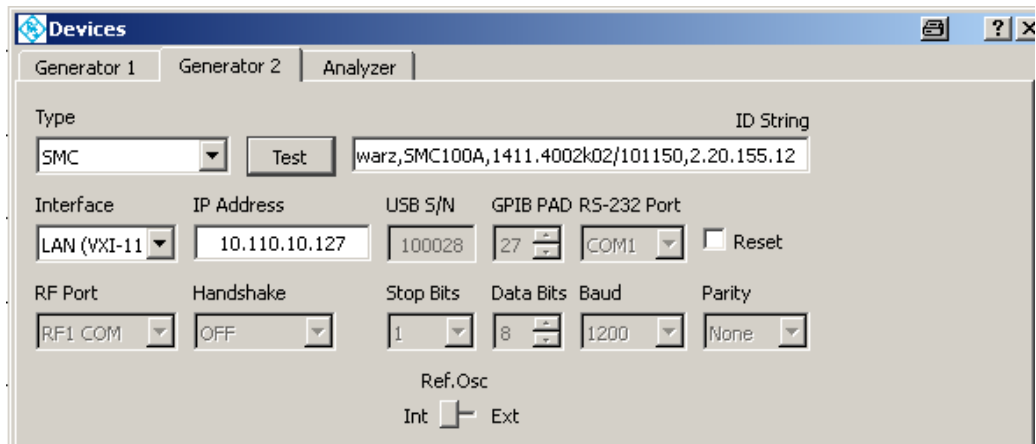 Devices
Generator 1 Generator 2 Analyzer
Type ID String
SMC Test warz,SMC100A,1411.4002k02/101150,2.20.155.12
Interface IP Address USB S/N GPIB PAD RS-232 Port
LAN (VXI-11 10.110.10.127 100028 27 COM1 Reset
RF Port Handshake Stop Bits Data Bits Baud Parity
RF1 COM OFF 1 8 1200 None
Ref.Osc
Int Ext